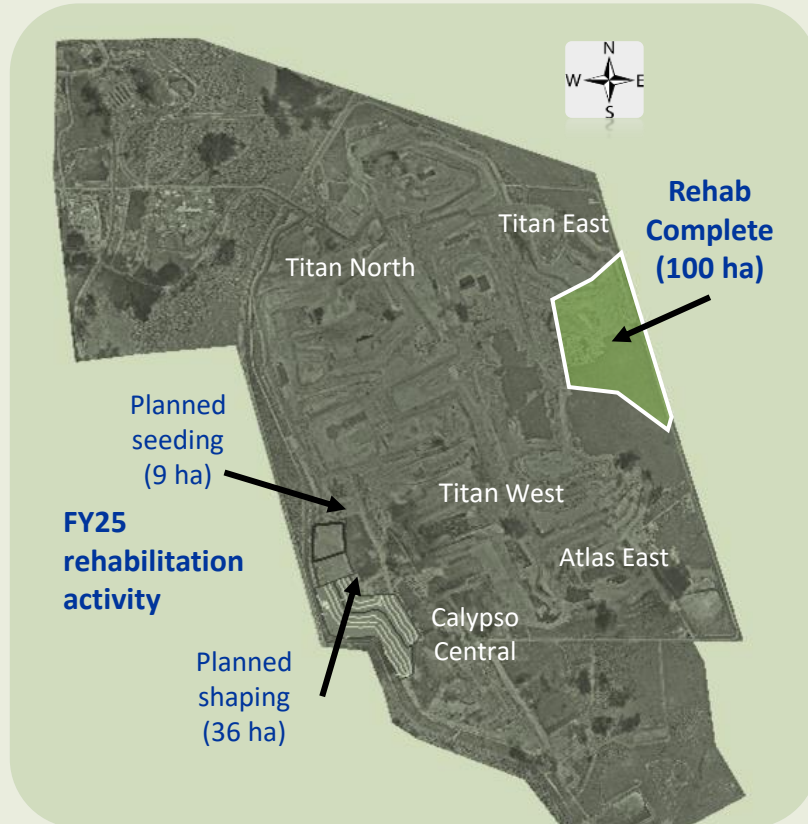 N
W E
S
Titan East
Rehab
Complete
(100 ha)
Titan North
Planned
seeding
(9 ha)
Titan West
FY25
rehabilitation
activity
Atlas East
Calypso
Central
Planned
shaping
(36 ha)